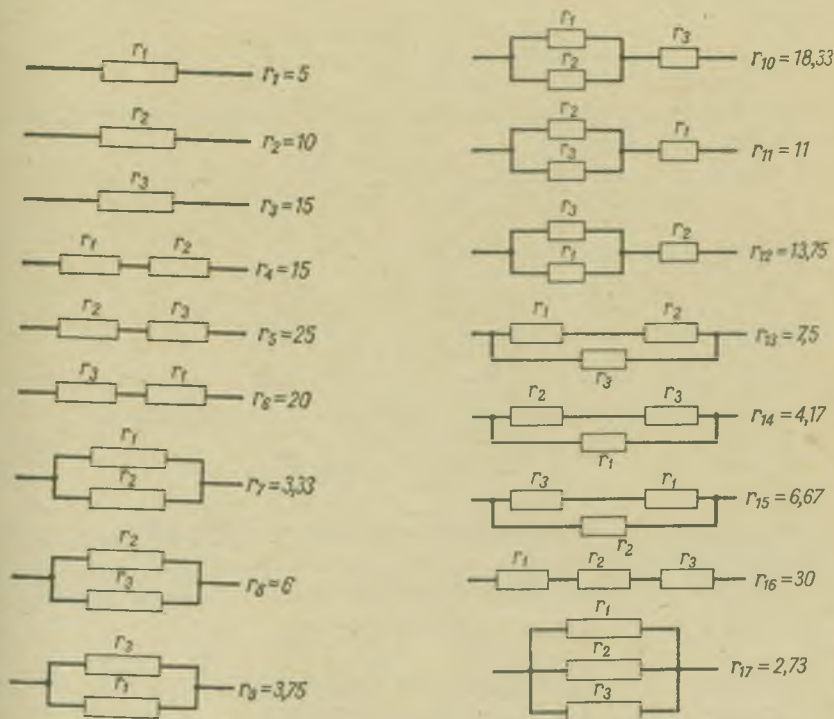 r1
r1 = 5
r2
r2 = 10
r3
r3 = 15
r1 r2
r4 = 15
r2 r3
r5 = 25
r3 r1
r6 = 20
r1
r2
r7 = 3,33
r2
r3
r8 = 6
r3
r1
r9 = 3,75
r1
r2
r3
r10 = 18,33
r2
r3
r1
r11 = 11
r3
r1
r2
r12 = 13,75
r1 r2
r3
r13 = 7,5
r2 r3
r1
r14 = 4,17
r3 r1
r2
r15 = 6,67
r1 r2 r3
r16 = 30
r1
r2
r3
r17 = 2,73